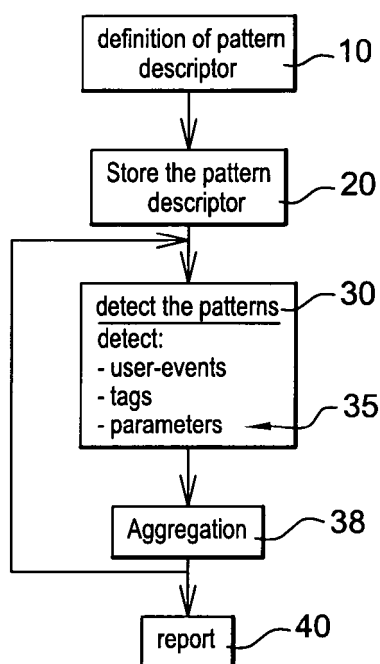 definition of pattern
descriptor
10
Store the pattern
descriptor
20
detect the patterns
30
detect:
- user-events
- tags
- parameters
35
Aggregation
38
report
40